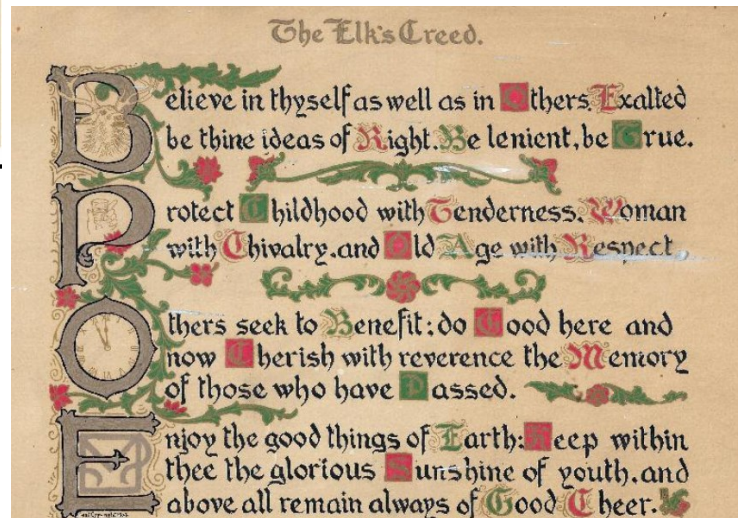 The Elk's Creed.
Believe in thyself as well as in Others. Exalted
be thine ideas of Right. Be lenient, be True.
Protect Childhood with Tenderness. Woman
with Chivalry. and Old Age with Respect
Others seek to Benefit: do Good here and
now Cherish with reverence the Memory
of those who have Passed.
Enjoy the good things of Earth: Keep within
thee the glorious Sunshine of youth. and
above all remain always of Good Cheer.